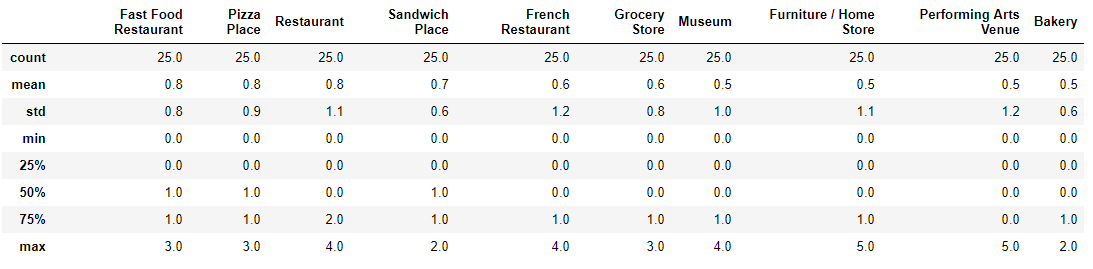 Fast Food Restaurant Pizza Place Restaurant Sandwich Place French Restaurant Grocery Store Museum Furniture / Home Store Performing Arts Venue Bakery
count 25.0 25.0 25.0 25.0 25.0 25.0 25.0 25.0 25.0 25.0
mean 0.8 0.8 0.8 0.7 0.6 0.6 0.5 0.5 0.5 0.5
std 0.8 0.9 1.1 0.6 1.2 0.8 1.0 1.1 1.2 0.6
min 0.0 0.0 0.0 0.0 0.0 0.0 0.0 0.0 0.0 0.0
25% 0.0 0.0 0.0 0.0 0.0 0.0 0.0 0.0 0.0 0.0
50% 1.0 1.0 0.0 1.0 0.0 0.0 0.0 0.0 0.0 0.0
75% 1.0 1.0 2.0 1.0 1.0 1.0 1.0 1.0 0.0 1.0
max 3.0 3.0 4.0 2.0 4.0 3.0 4.0 5.0 5.0 2.0